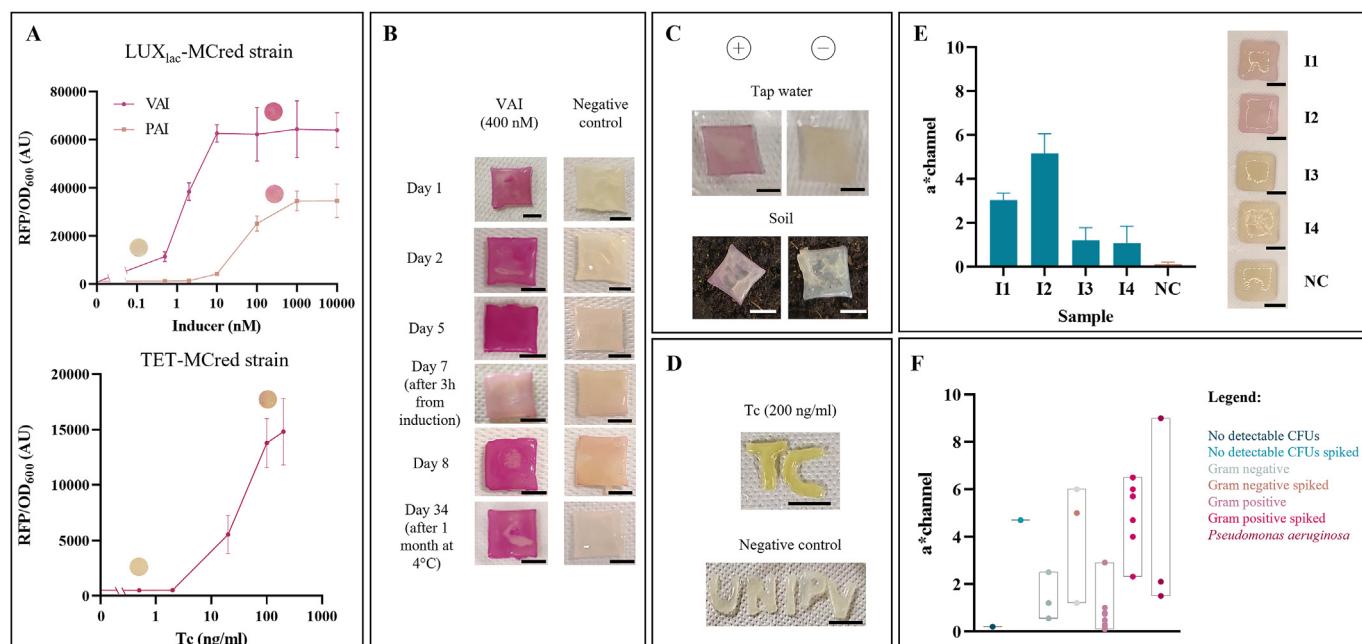 A
LUXlac-MCred strain
80000
60000
40000
20000
0
RFP/OD600 (AU)
VAI
PAI
0
0.1
1
10
100
1000
10000
Inducer (nM)
TET-MCred strain
20000
15000
10000
5000
0
RFP/OD600 (AU)
0
1
10
100
1000
Tc (ng/ml)
B
VAI
(400 nM)
Negative
control
Day 1
Day 2
Day 5
Day 7
(after 3h
from
induction)
Day 8
Day 34
(after 1
month at
4°C)
C
+
−
Tap water
Soil
D
Tc (200 ng/ml)
TC
Negative control
UNIPV
E
10
8
6
4
2
0
a*channel
I1
I2
I3
I4
NC
Sample
I1
I2
I3
I4
NC
F
10
8
6
4
2
0
a*channel
Legend:
No detectable CFUs
No detectable CFUs spiked
Gram negative
Gram negative spiked
Gram positive
Gram positive spiked
Pseudomonas aeruginosa